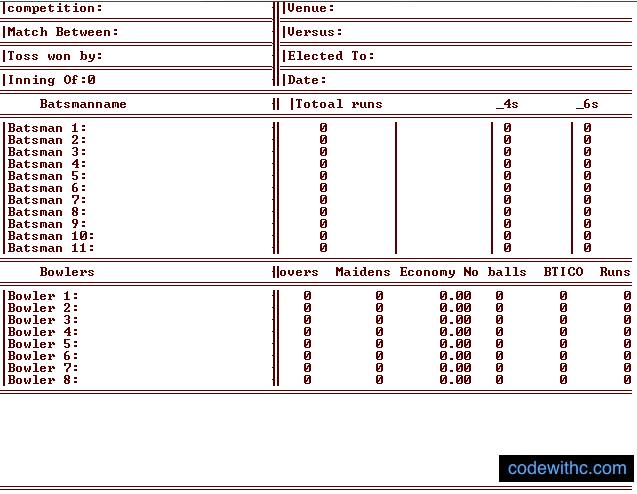 |competition: |Venue:
|Match Between: |Versus:
|Toss won by: |Elected To:
|Inning Of:0 |Date:
Batsmanname |Totoal runs _4s _6s
|Batsman 1: 0 0 0
|Batsman 2: 0 0 0
|Batsman 3: 0 0 0
|Batsman 4: 0 0 0
|Batsman 5: 0 0 0
|Batsman 6: 0 0 0
|Batsman 7: 0 0 0
|Batsman 8: 0 0 0
|Batsman 9: 0 0 0
|Batsman 10: 0 0 0
|Batsman 11: 0 0 0
Bowlers overs Maidens Economy No balls BTICO Runs
|Bowler 1: 0 0 0.00 0 0 0
|Bowler 2: 0 0 0.00 0 0 0
|Bowler 3: 0 0 0.00 0 0 0
|Bowler 4: 0 0 0.00 0 0 0
|Bowler 5: 0 0 0.00 0 0 0
|Bowler 6: 0 0 0.00 0 0 0
|Bowler 7: 0 0 0.00 0 0 0
|Bowler 8: 0 0 0.00 0 0 0
codewithc.com